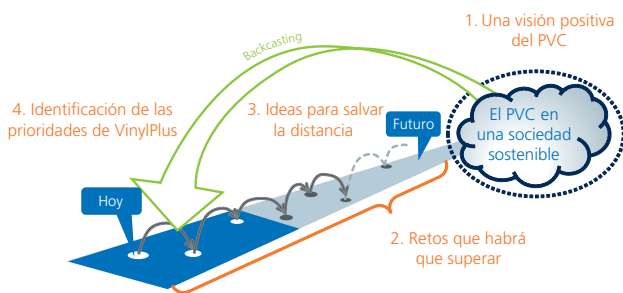 1. Una visión positiva
del PVC
Backcasting
4. Identificación de las
prioridades de VinylPlus
3. Ideas para salvar
la distancia
Futuro
El PVC en
una sociedad
sostenible
Hoy
2. Retos que habrá
que superar